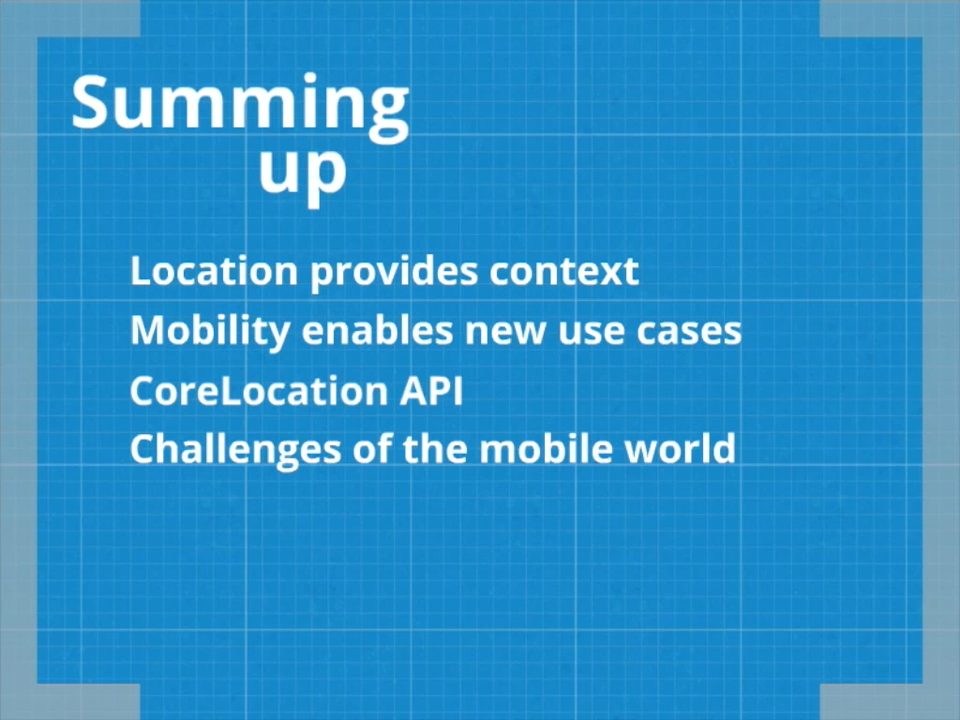 Summing
up
Location provides context
Mobility enables new use cases
CoreLocation API
Challenges of the mobile world